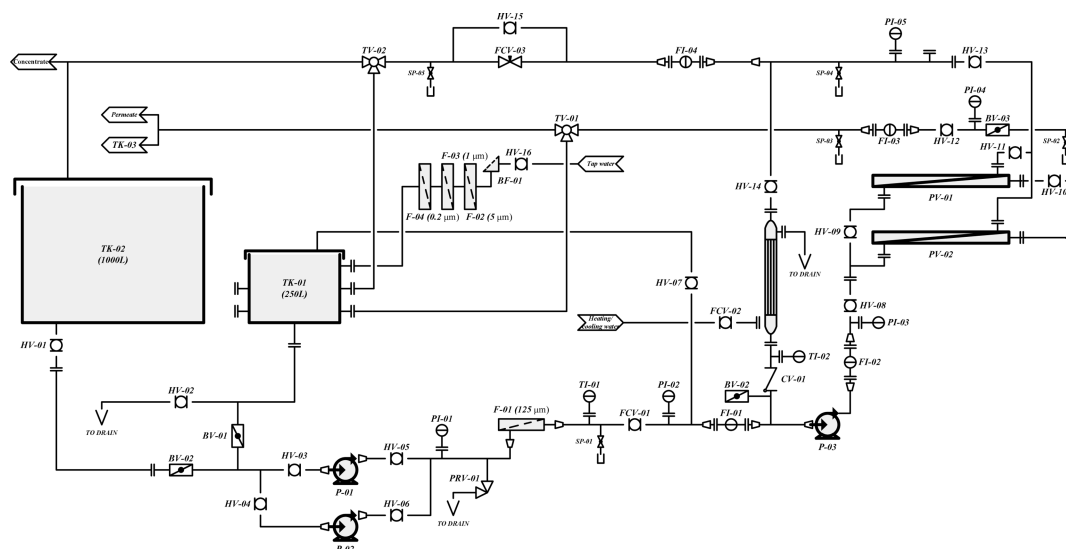 HV-15
PI-05
TV-02
FCV-03
FI-04
HV-13
Concentrate
SP-05
SP-04
PI-04
Permeate
TV-01
BV-03
TK-03
F-03 (1 µm)
HV-16
SP-03
FI-03
HV-12
SP-02
Tap water
HV-11
BF-01
HV-14
PV-01
HV-10
F-04 (0.2 µm)
F-02 (5 µm)
HV-09
TK-02
(1000L)
TK-01
(250L)
PV-02
TO DRAIN
HV-07
HV-08
Heating/
cooling water
FCV-02
PI-03
HV-01
TI-02
FI-02
HV-02
CV-01
TI-01
PI-02
BV-02
F-01 (125 µm)
PI-01
FCV-01
FI-01
TO DRAIN
BV-01
SP-01
P-03
BV-02
HV-03
HV-05
PRV-01
P-01
HV-04
HV-06
TO DRAIN
P-02